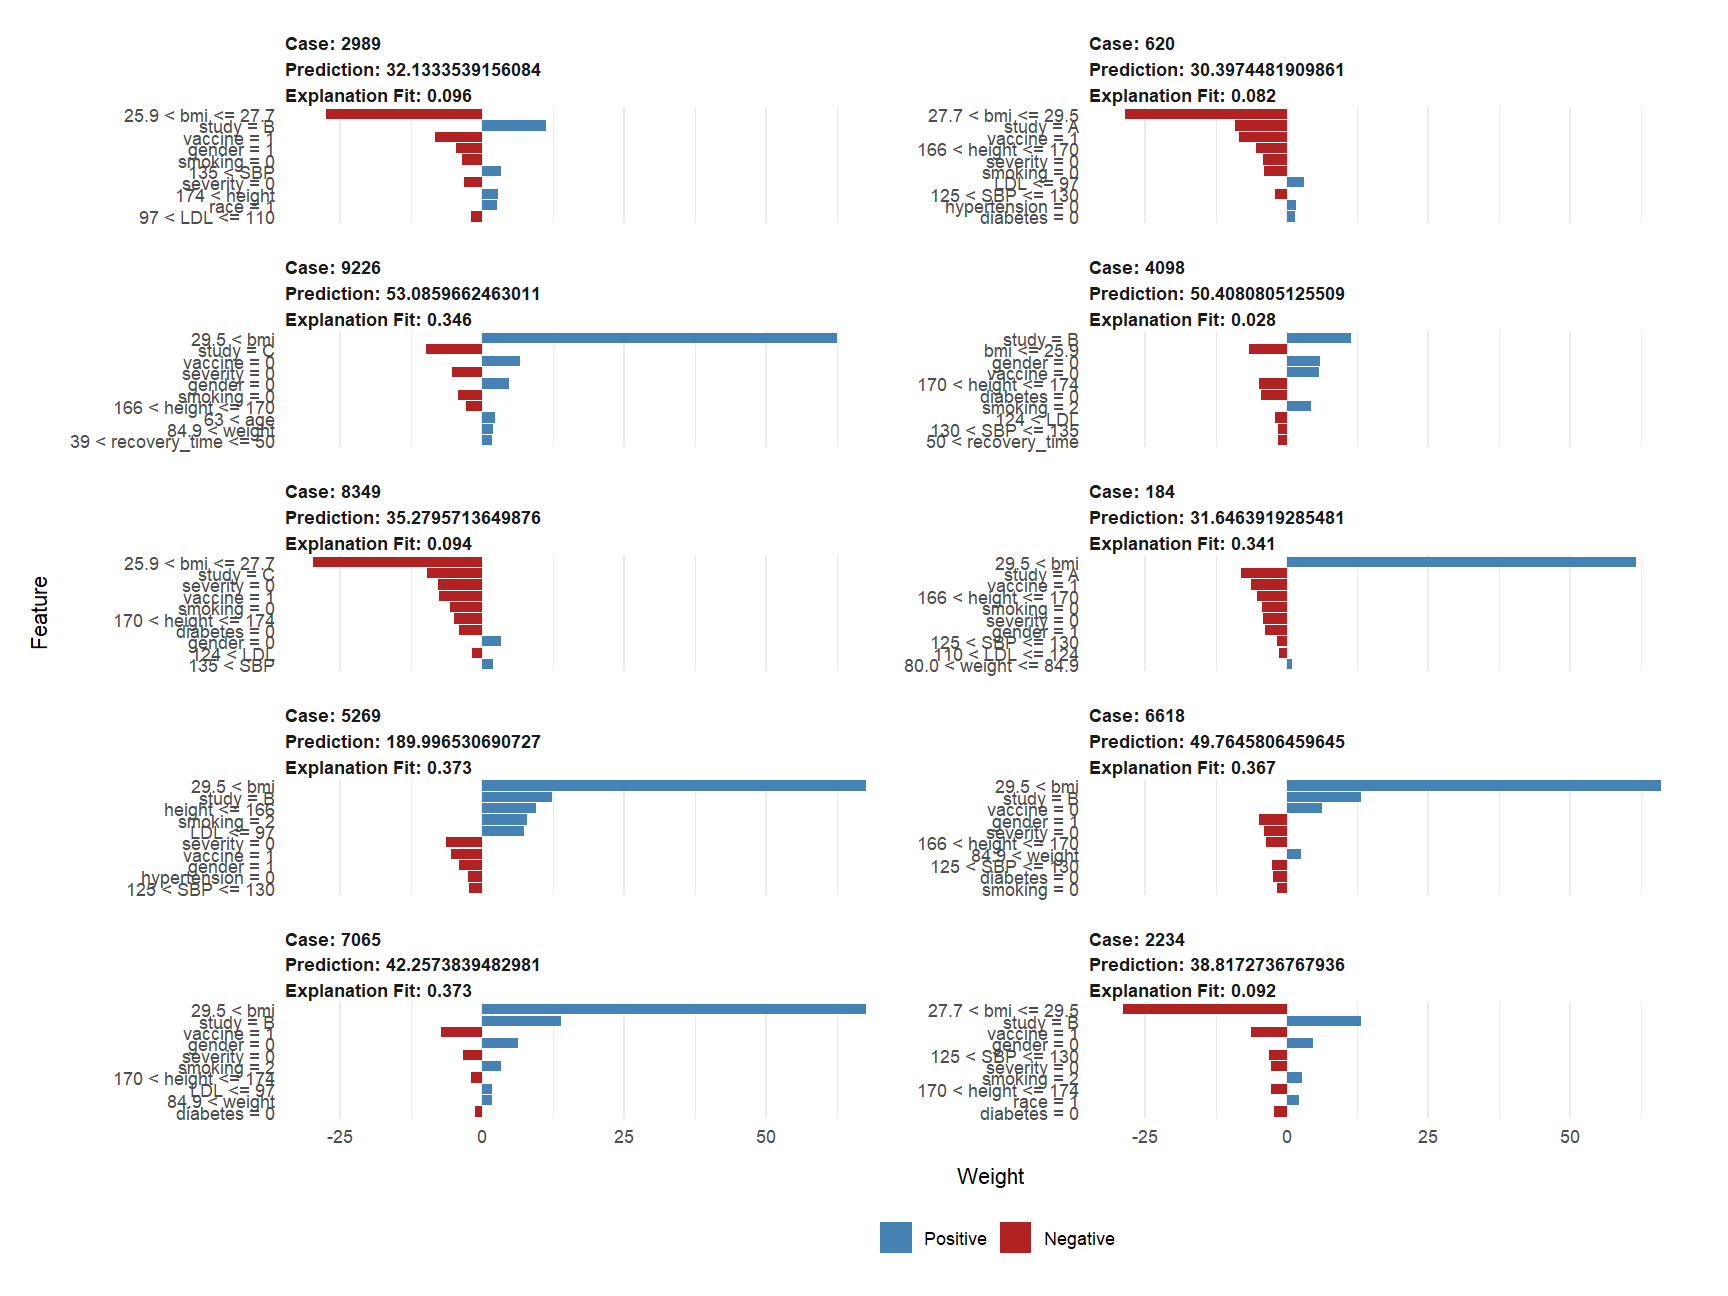 Case: 2989
Prediction: 32.1333539156084
Explanation Fit: 0.096
25.9 < bmi <= 27.7
study = B
vaccine = 1
gender = 1
smoking = 0
135 < SBP
severity = 0
174 < height
race = 1
97 < LDL <= 110
Case: 620
Prediction: 30.3974481909861
Explanation Fit: 0.082
27.7 < bmi <= 29.5
study = A
vaccine = 1
166 < height <= 170
severity = 0
smoking = 0
LDL <= 97
125 < SBP <= 130
hypertension = 0
diabetes = 0
Case: 9226
Prediction: 53.0859662463011
Explanation Fit: 0.346
29.5 < bmi
study = C
vaccine = 0
severity = 0
gender = 0
smoking = 0
166 < height <= 170
63 < age
84.9 < weight
39 < recovery_time <= 50
Case: 4098
Prediction: 50.4080805125509
Explanation Fit: 0.028
study = B
bmi <= 25.9
gender = 0
vaccine = 0
170 < height <= 174
diabetes = 0
smoking = 2
124 < LDL
130 < SBP <= 135
50 < recovery_time
Case: 8349
Prediction: 35.2795713649876
Explanation Fit: 0.094
25.9 < bmi <= 27.7
study = C
severity = 0
vaccine = 1
smoking = 0
170 < height <= 174
diabetes = 0
gender = 0
124 < LDL
135 < SBP
Case: 184
Prediction: 31.6463919285481
Explanation Fit: 0.341
29.5 < bmi
study = A
vaccine = 1
166 < height <= 170
smoking = 0
severity = 0
gender = 1
125 < SBP <= 130
110 < LDL <= 124
80.0 < weight <= 84.9
Case: 5269
Prediction: 189.996530690727
Explanation Fit: 0.373
29.5 < bmi
study = B
height <= 166
smoking = 2
LDL <= 97
severity = 0
vaccine = 1
gender = 1
hypertension = 0
125 < SBP <= 130
Case: 6618
Prediction: 49.7645806459645
Explanation Fit: 0.367
29.5 < bmi
study = B
vaccine = 0
gender = 1
severity = 0
166 < height <= 170
84.9 < weight
125 < SBP <= 130
diabetes = 0
smoking = 0
Case: 7065
Prediction: 42.2573839482981
Explanation Fit: 0.373
29.5 < bmi
study = B
vaccine = 1
gender = 0
severity = 0
smoking = 2
170 < height <= 174
LDL <= 97
84.9 < weight
diabetes = 0
Case: 2234
Prediction: 38.8172736767936
Explanation Fit: 0.092
27.7 < bmi <= 29.5
study = B
vaccine = 1
gender = 0
125 < SBP <= 130
severity = 0
smoking = 2
170 < height <= 174
race = 1
diabetes = 0
-25 0 25 50
-25 0 25 50
Feature
Weight
Positive Negative